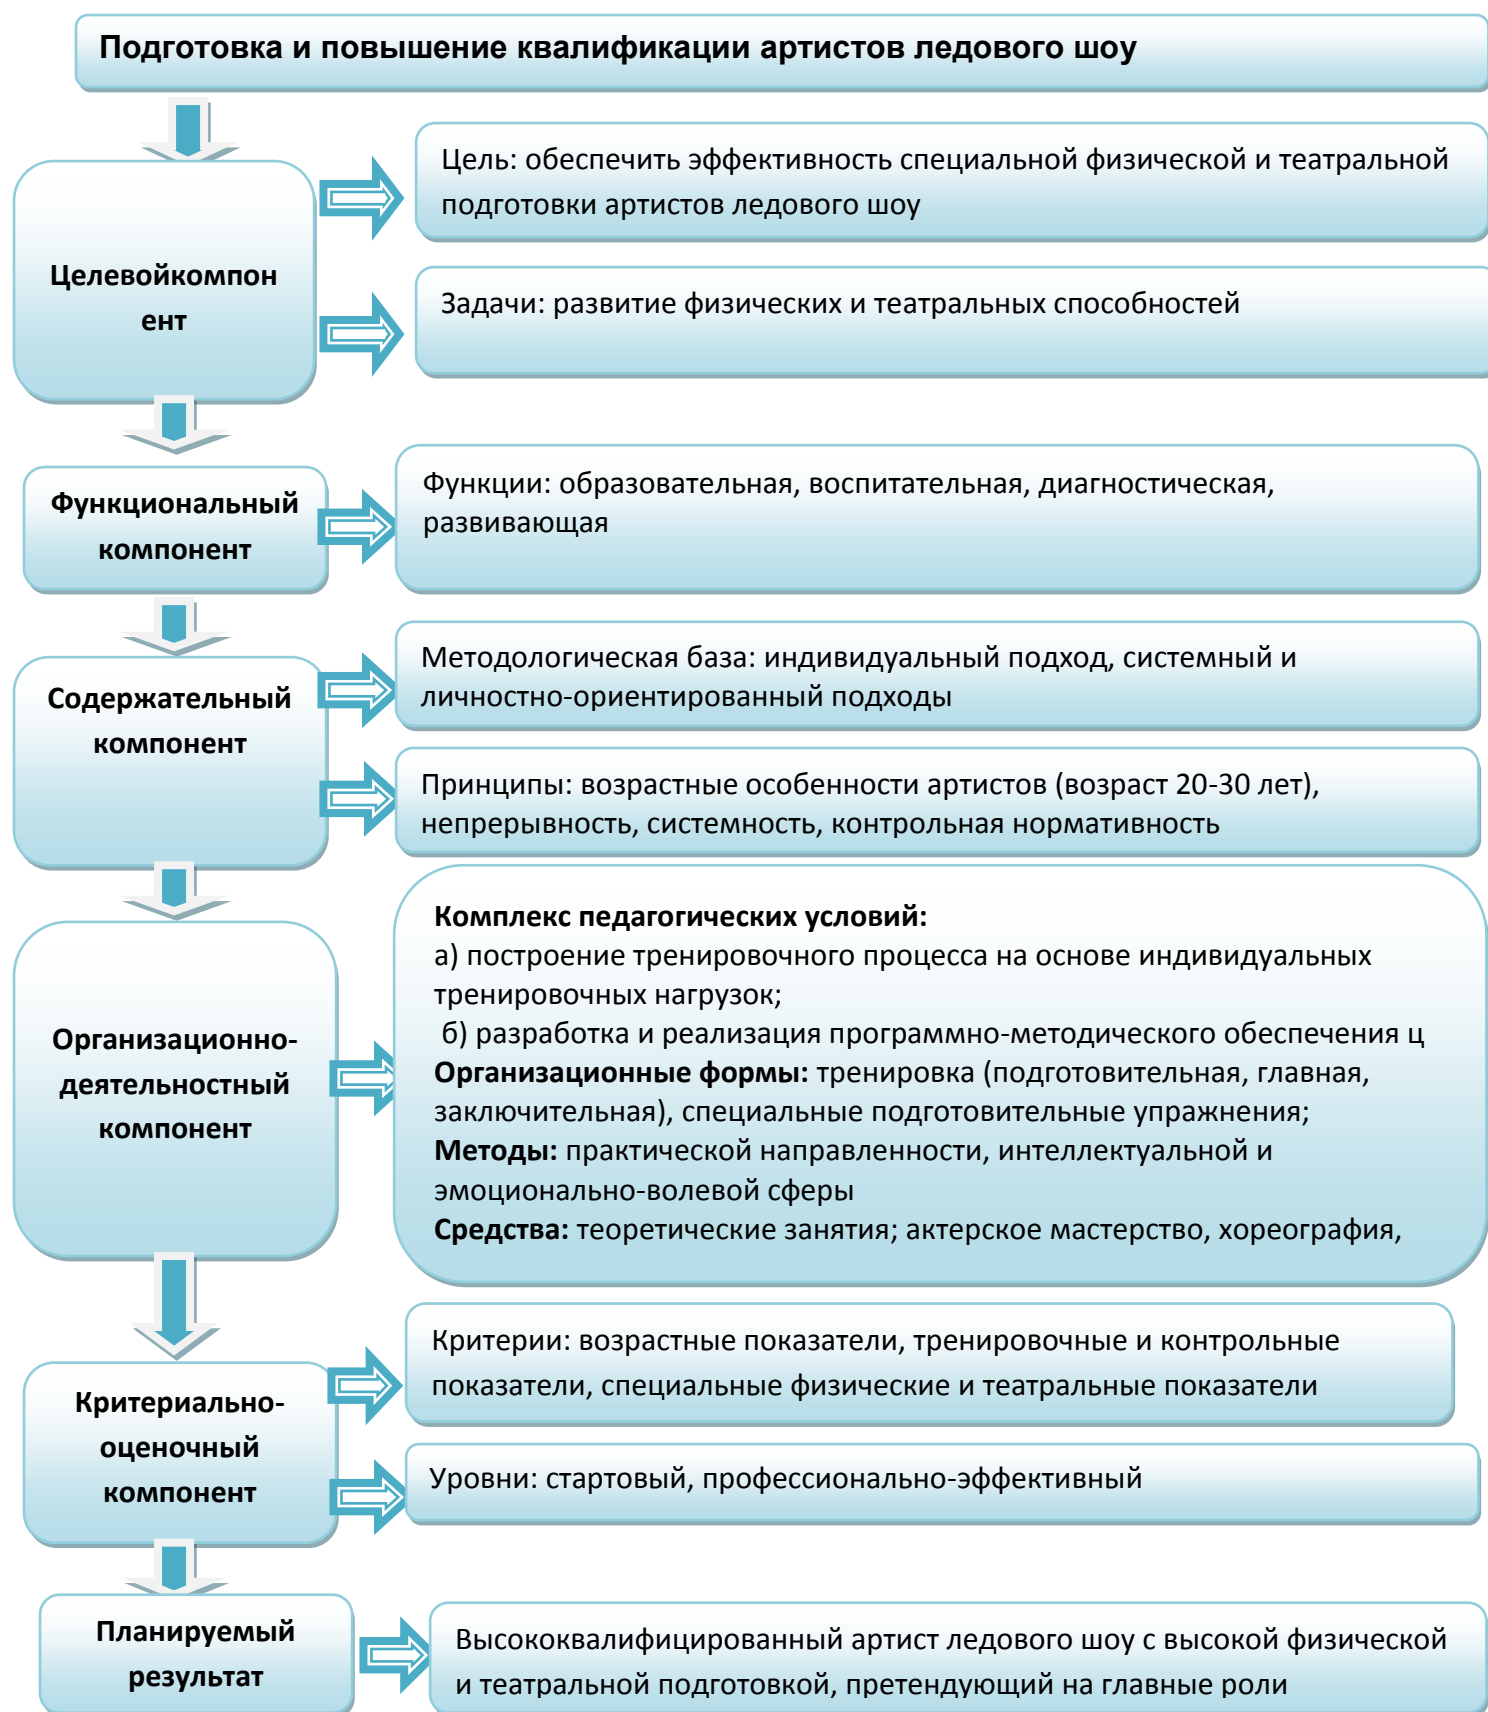 Подготовка и повышение квалификации артистов ледового шоу
Цель: обеспечить эффективность специальной физической и театральной
подготовки артистов ледового шоу
Целевойкомпон
ент
Задачи: развитие физических и театральных способностей
Функциональный
компонент
Функции: образовательная, воспитательная, диагностическая,
развивающая
Содержательный
компонент
Методологическая база: индивидуальный подход, системный и
личностно-ориентированный подходы
Принципы: возрастные особенности артистов (возраст 20-30 лет),
непрерывность, системность, контрольная нормативность
Организационно-
деятельностный
компонент
Комплекс педагогических условий:
а) построение тренировочного процесса на основе индивидуальных
тренировочных нагрузок;
б) разработка и реализация программно-методического обеспечения ц
Организационные формы: тренировка (подготовительная, главная,
заключительная), специальные подготовительные упражнения;
Методы: практической направленности, интеллектуальной и
эмоционально-волевой сферы
Средства: теоретические занятия; актерское мастерство, хореография,
Критериально-
оценочный
компонент
Критерии: возрастные показатели, тренировочные и контрольные
показатели, специальные физические и театральные показатели
Уровни: стартовый, профессионально-эффективный
Планируемый
результат
Высококвалифицированный артист ледового шоу с высокой физической
и театральной подготовкой, претендующий на главные роли